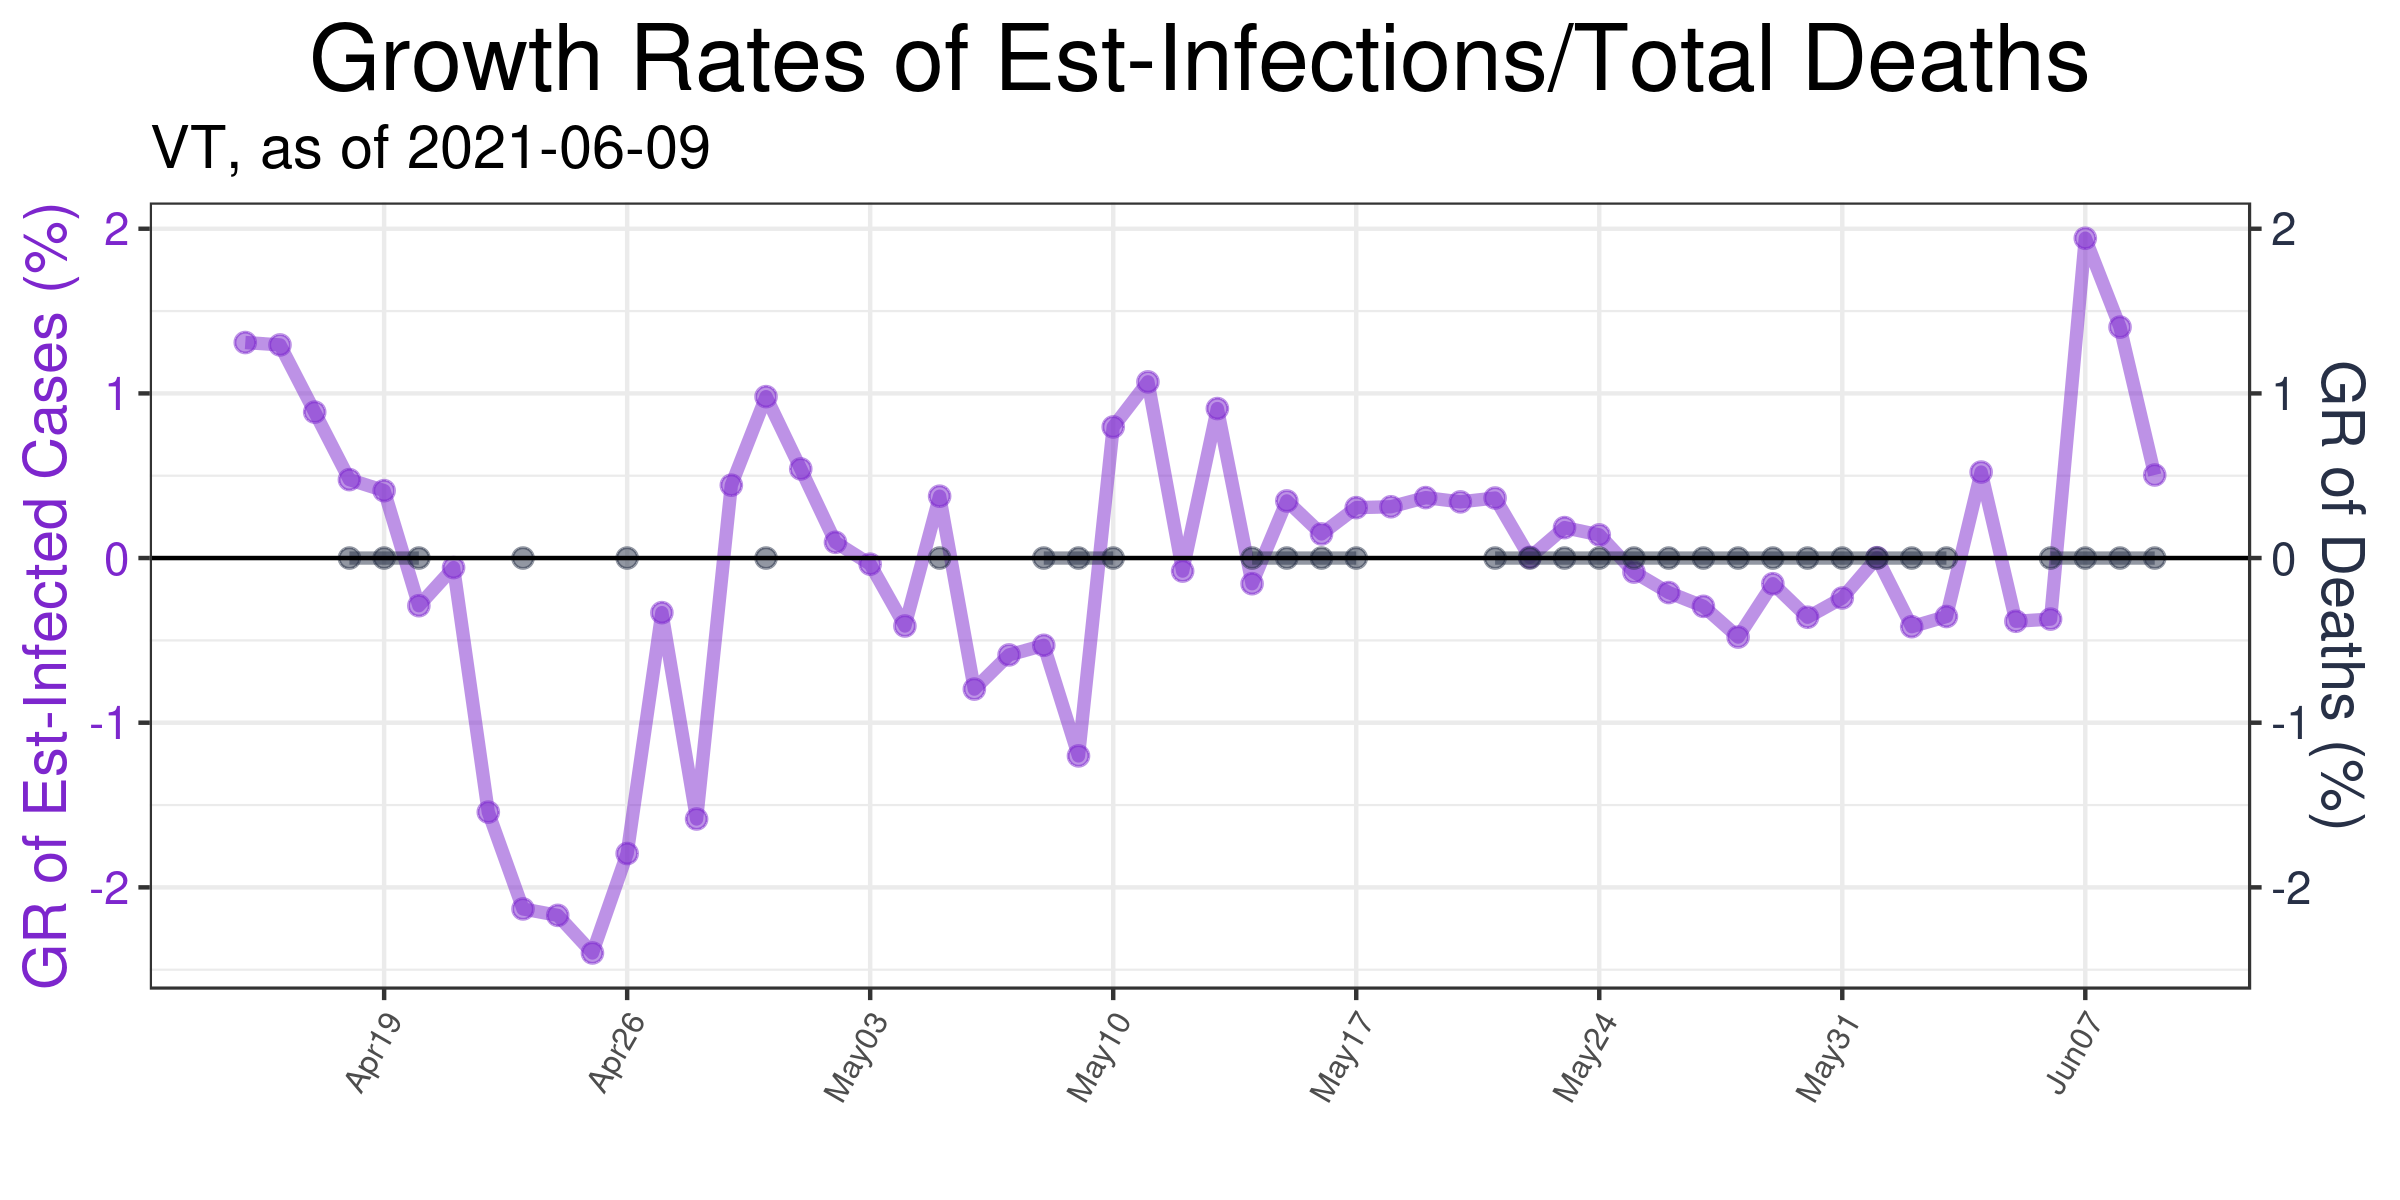 Growth Rates of Est-Infections/Total Deaths
VT, as of 2021-06-09
GR of Est-Infected Cases (%)
2
1
0
-1
-2
2
1
0
-1
-2
GR of Deaths (%)
Apr19
Apr26
May03
May10
May17
May24
May31
Jun07